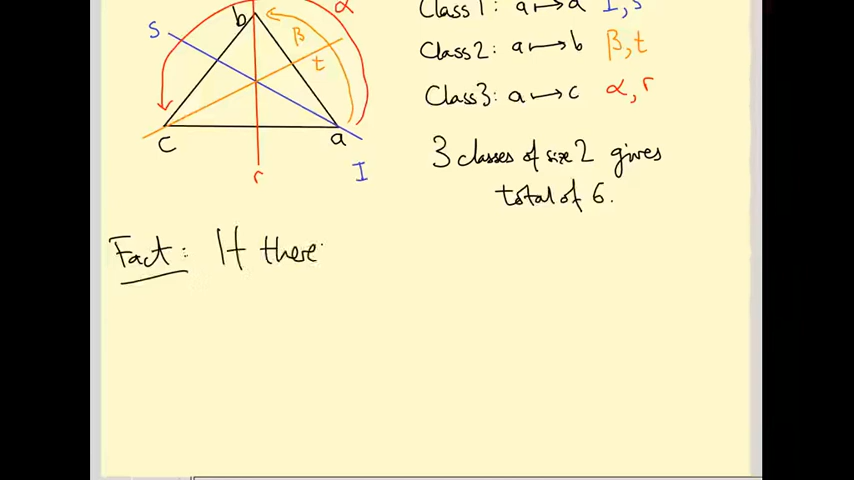 α
Class 1: a ↦ a I, s
b
s
β
Class 2: a ↦ b β, t
t
Class 3: a ↦ c α, r
c
a
3 classes of size 2 gives
r
I
total of 6.
Fact: If there